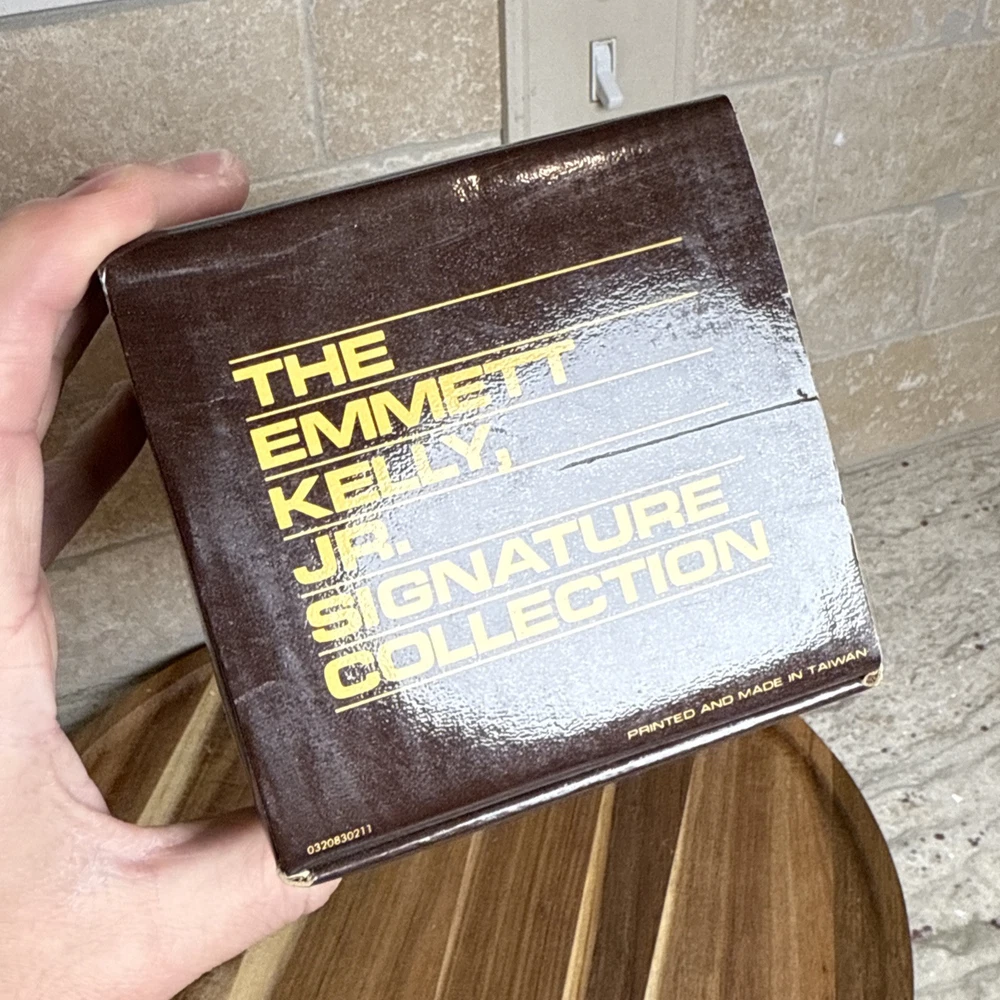 THE
EMMETT
KELLY,
JR.
SIGNATURE
COLLECTION
PRINTED AND MADE IN TAIWAN
0320830211